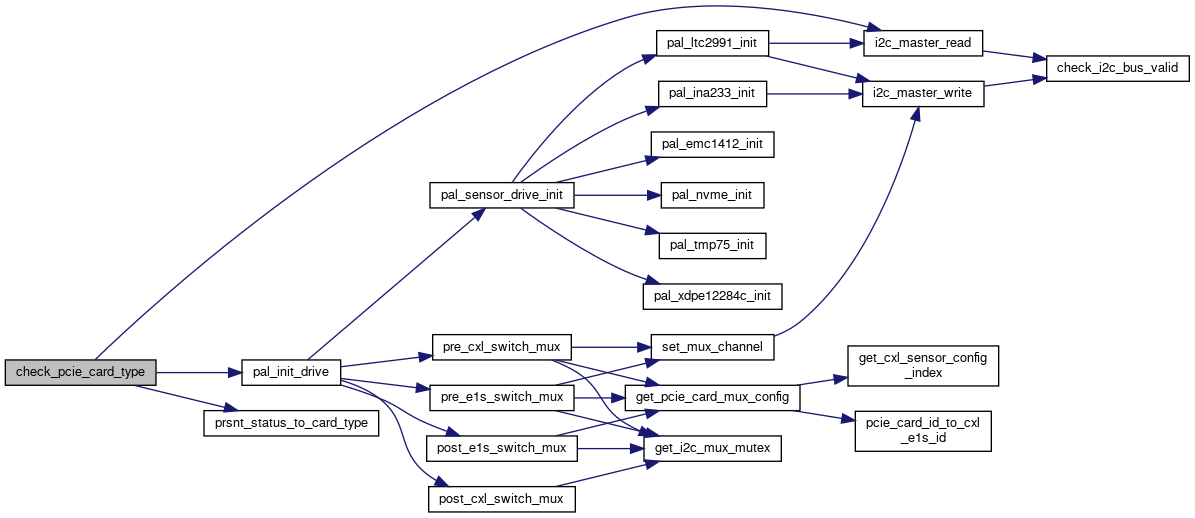 check_pcie_card_type
pal_init_drive
prsnt_status_to_card_type
pal_sensor_drive_init
pre_cxl_switch_mux
pre_e1s_switch_mux
post_e1s_switch_mux
post_cxl_switch_mux
pal_ltc2991_init
pal_ina233_init
pal_emc1412_init
pal_nvme_init
pal_tmp75_init
pal_xdpe12284c_init
set_mux_channel
get_pcie_card_mux_config
get_i2c_mux_mutex
i2c_master_read
i2c_master_write
get_cxl_sensor_config
_index
pcie_card_id_to_cxl
_e1s_id
check_i2c_bus_valid